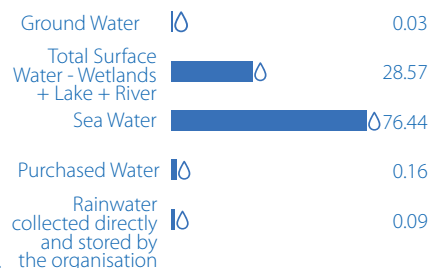 Ground Water 0.03
Total Surface
Water - Wetlands 28.57
+ Lake + River
Sea Water 76.44
Purchased Water 0.16
Rainwater
collected directly 0.09
and stored by
the organisation